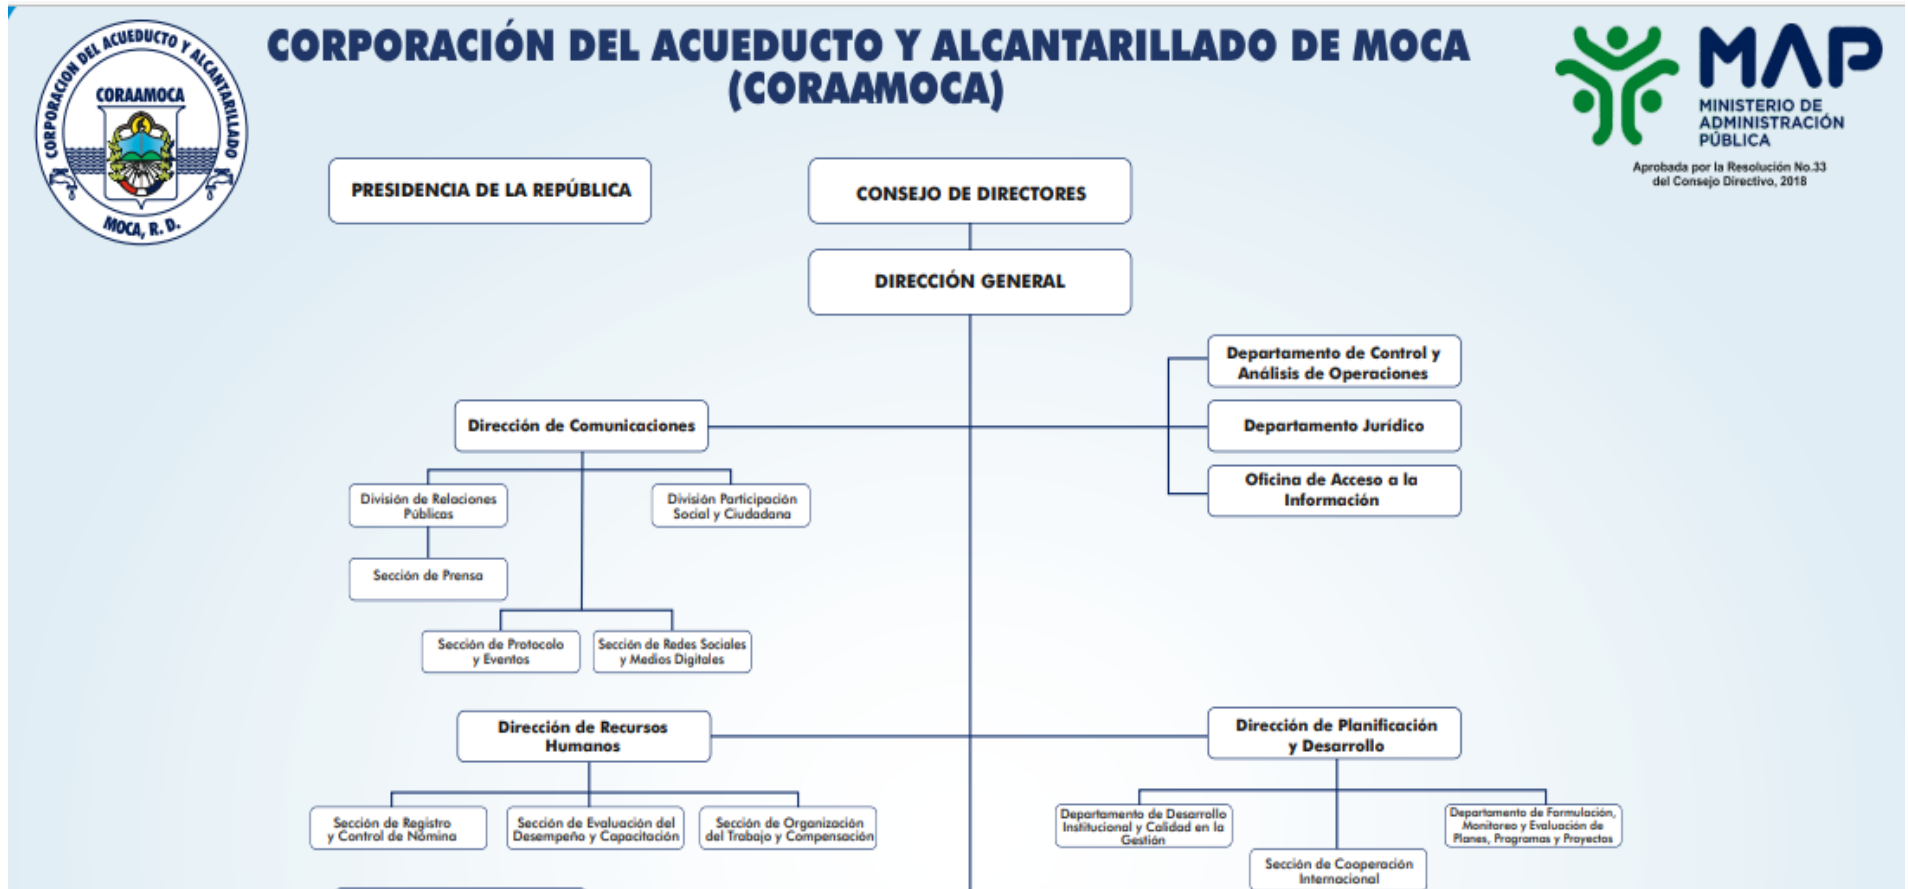 CORPORACION DEL ACUEDUCTO Y ALCANTARILLADO
CORAAMOCA
MOCA, R. D.
CORPORACIÓN DEL ACUEDUCTO Y ALCANTARILLADO DE MOCA
(CORAAMOCA)
MAP
MINISTERIO DE
ADMINISTRACIÓN
PÚBLICA
Aprobada por la Resolución No.33
del Consejo Directivo, 2018
PRESIDENCIA DE LA REPÚBLICA
CONSEJO DE DIRECTORES
DIRECCIÓN GENERAL
Departamento de Control y
Análisis de Operaciones
Dirección de Comunicaciones
Departamento Jurídico
Oficina de Acceso a la
Información
División de Relaciones
Públicas
División Participación
Social y Ciudadana
Sección de Prensa
Sección de Protocolo
y Eventos
Sección de Redes Sociales
y Medios Digitales
Dirección de Recursos
Humanos
Dirección de Planificación
y Desarrollo
Sección de Registro
y Control de Nómina
Sección de Evaluación del
Desempeño y Capacitación
Sección de Organización
del Trabajo y Compensación
Departamento de Desarrollo
Institucional y Calidad en la
Gestión
Departamento de Formulación,
Monitoreo y Evaluación de
Planes, Programas y Proyectos
Sección de Cooperación
Internacional